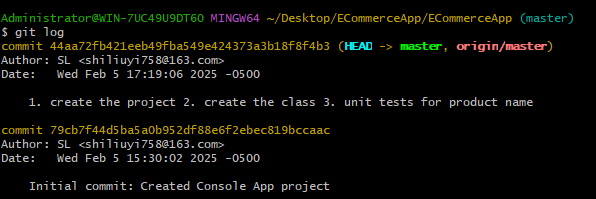 Administrator@WIN-7UC49U9DT6O MINGW64 ~/Desktop/ECommerceApp/ECommerceApp (master)
$ git log
commit 44aa72fb421eeb49fba549e424373a3b18f8f4b3 (HEAD -> master, origin/master)
Author: SL <shiliuyi758@163.com>
Date:   Wed Feb 5 17:19:06 2025 -0500
    1. create the project 2. create the class 3. unit tests for product name
commit 79cb7f44d5ba5a0b952df88e6f2ebec819bccaac
Author: SL <shiliuyi758@163.com>
Date:   Wed Feb 5 15:30:02 2025 -0500
    Initial commit: Created Console App project